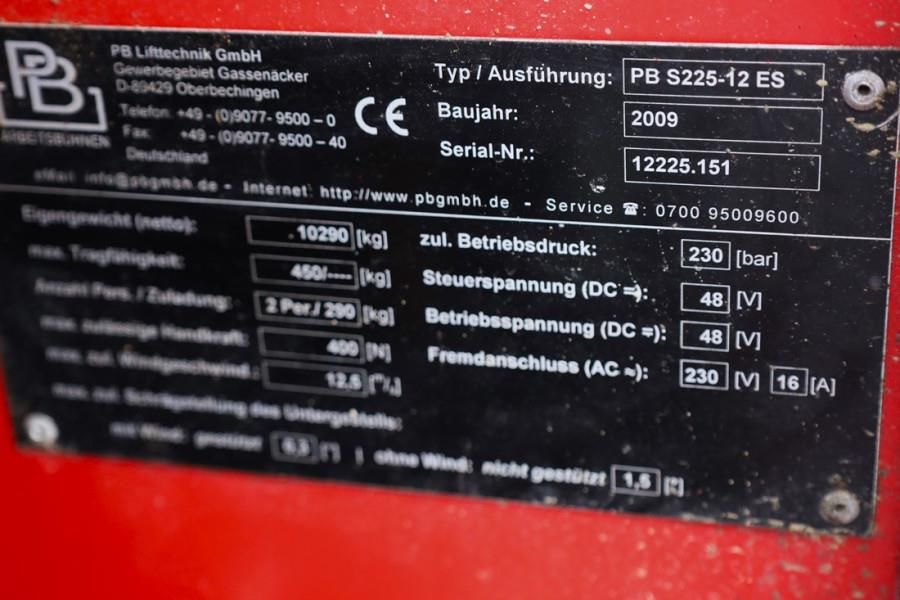 PB
ARBEITSBÜHNEN
PB Lifttechnik GmbH
Gewerbegebiet Gassenäcker
D-89429 Oberbechingen
Telefon: +49 - (0)9077- 9500 – 0
Fax: +49 - (0)9077- 9500 – 40
Deutschland
CE
eMail: info@pbgmbh.de - Internet: http://www.pbgmbh.de - Service ☎: 0700 95009600
Typ / Ausführung: PB S225-12 ES
Baujahr: 2009
Serial-Nr.: 12225.151
Eigengewicht (netto): 10290 [kg]
max. Tragfähigkeit: 450/---- [kg]
Anzahl Pers. / Zuladung: 2 Per./ 290 [kg]
max. zulässige Handkraft: 400 [N]
max. zul. Windgeschwind.: 12,5 [m/s]
max. zul. Schrägstellung des Untergestells:
mit Wind: gestützt 0,3 [°] | ohne Wind: nicht gestützt 1,5 [°]
zul. Betriebsdruck: 230 [bar]
Steuerspannung (DC =): 48 [V]
Betriebsspannung (DC =): 48 [V]
Fremdanschluss (AC ≈): 230 [V] 16 [A]